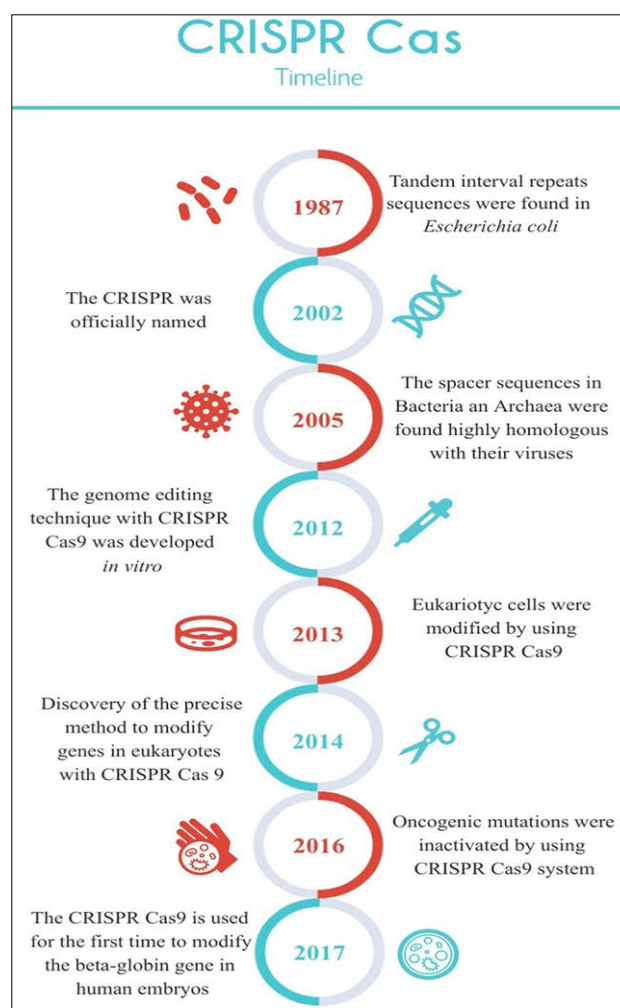 CRISPR Cas
Timeline
1987
Tandem interval repeats
sequences were found in
Escherichia coli
The CRISPR was
officially named
2002
2005
The spacer sequences in
Bacteria an Archaea were
found highly homologous
with their viruses
The genome editing
technique with CRISPR
Cas9 was developed
in vitro
2012
2013
Eukariotyc cells were
modified by using
CRISPR Cas9
Discovery of the precise
method to modify
genes in eukaryotes
with CRISPR Cas 9
2014
2016
Oncogenic mutations were
inactivated by using
CRISPR Cas9 system
The CRISPR Cas9 is used
for the first time to modify
the beta-globin gene in
human embryos
2017